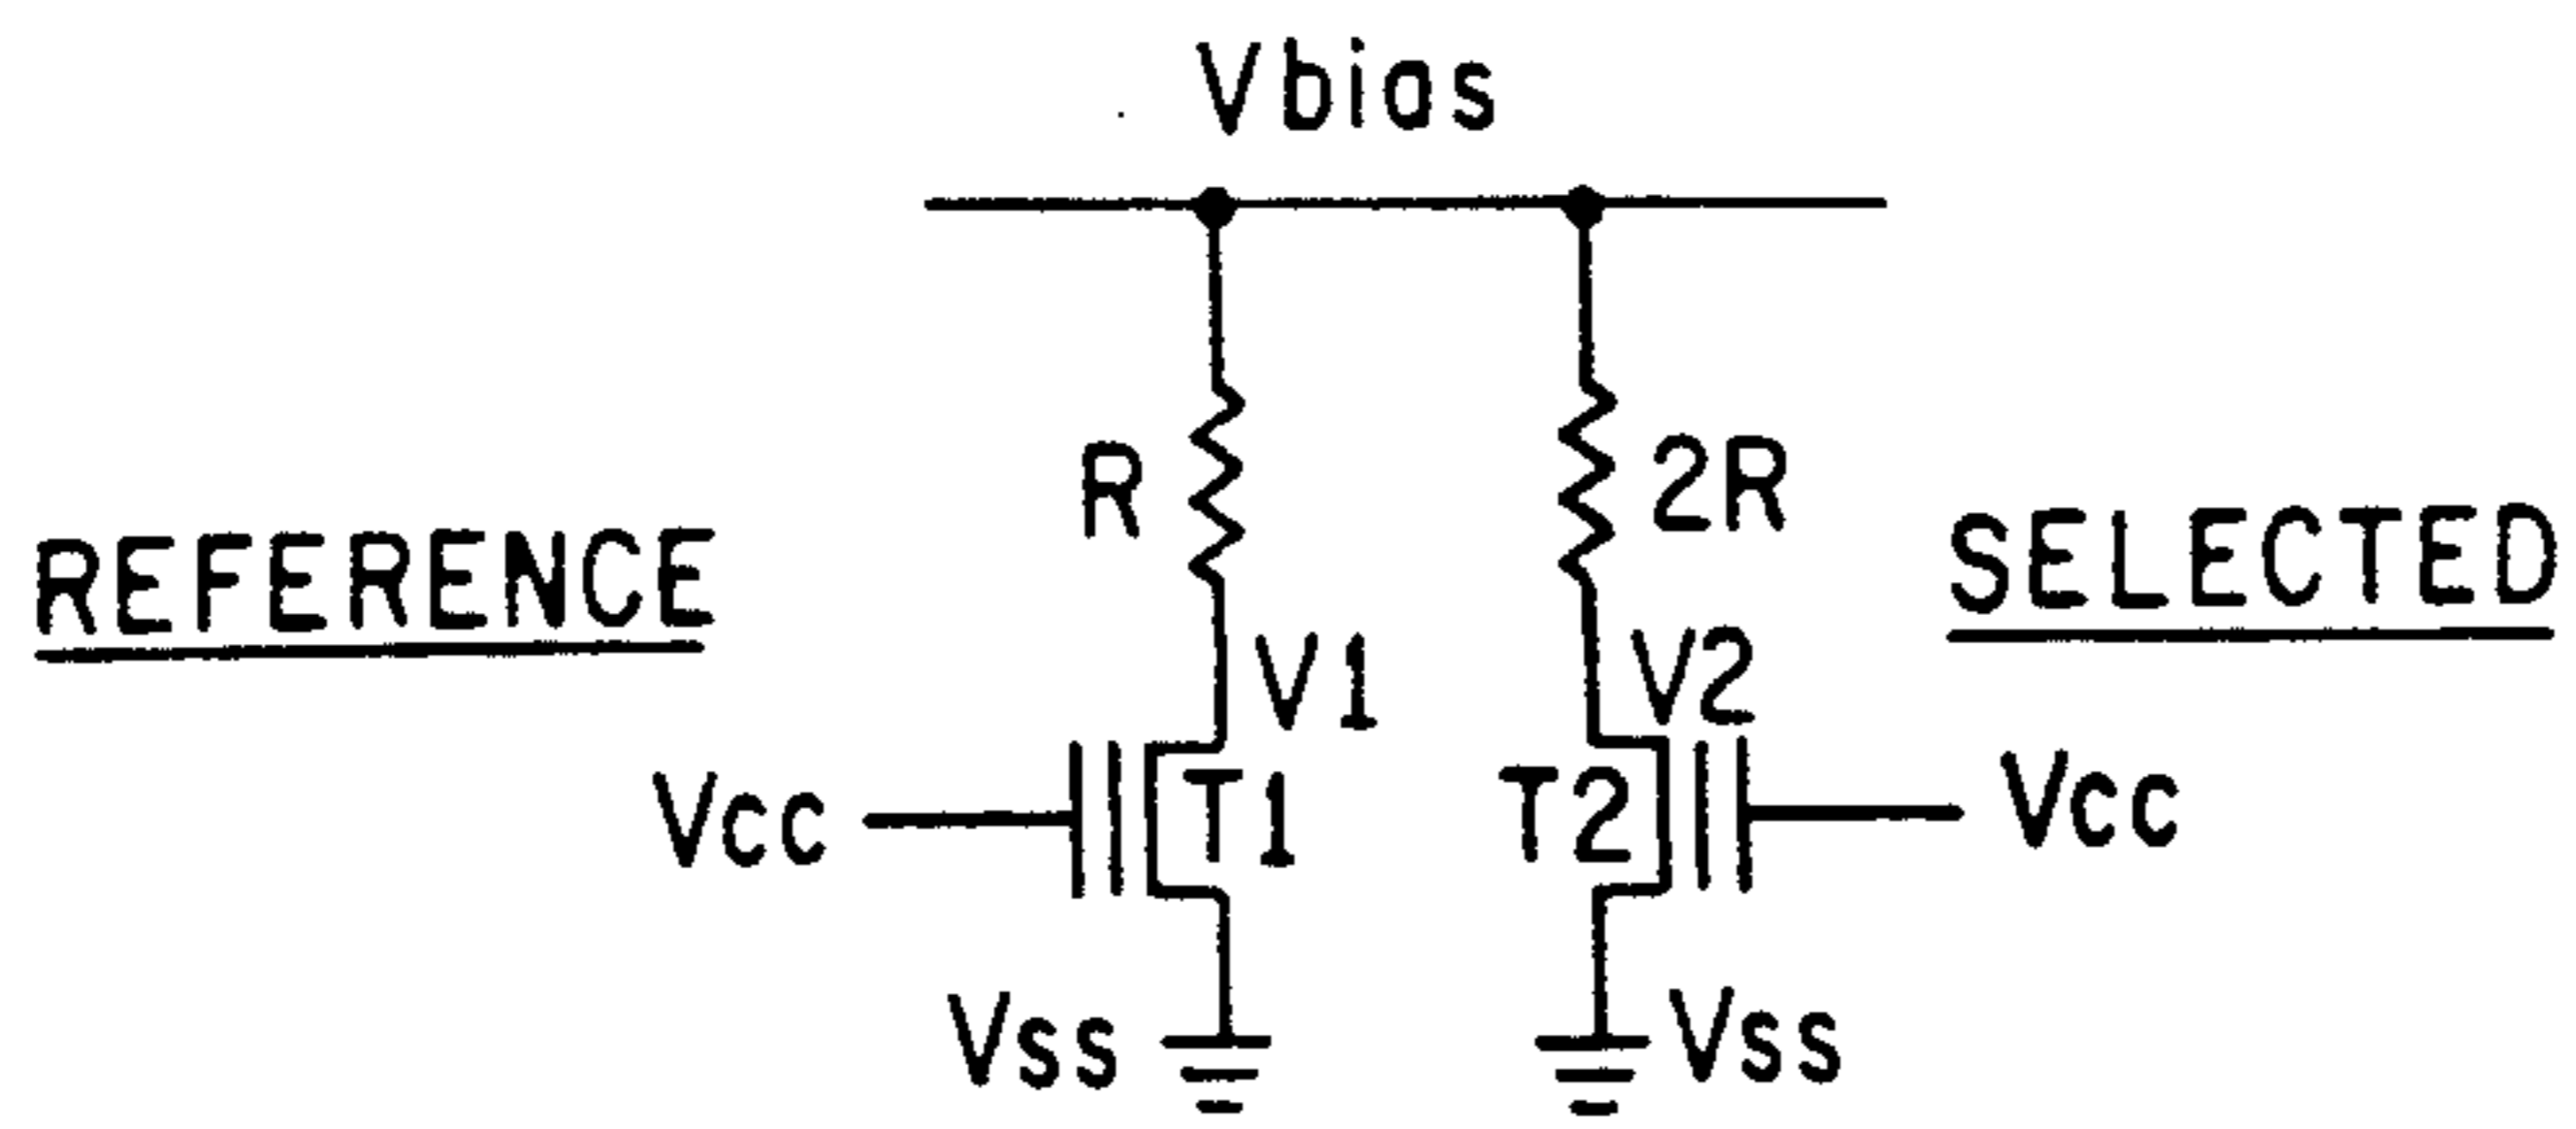 Vbias
R
2R
REFERENCE
SELECTED
V1
V2
Vcc
T1
T2
Vcc
Vss
Vss